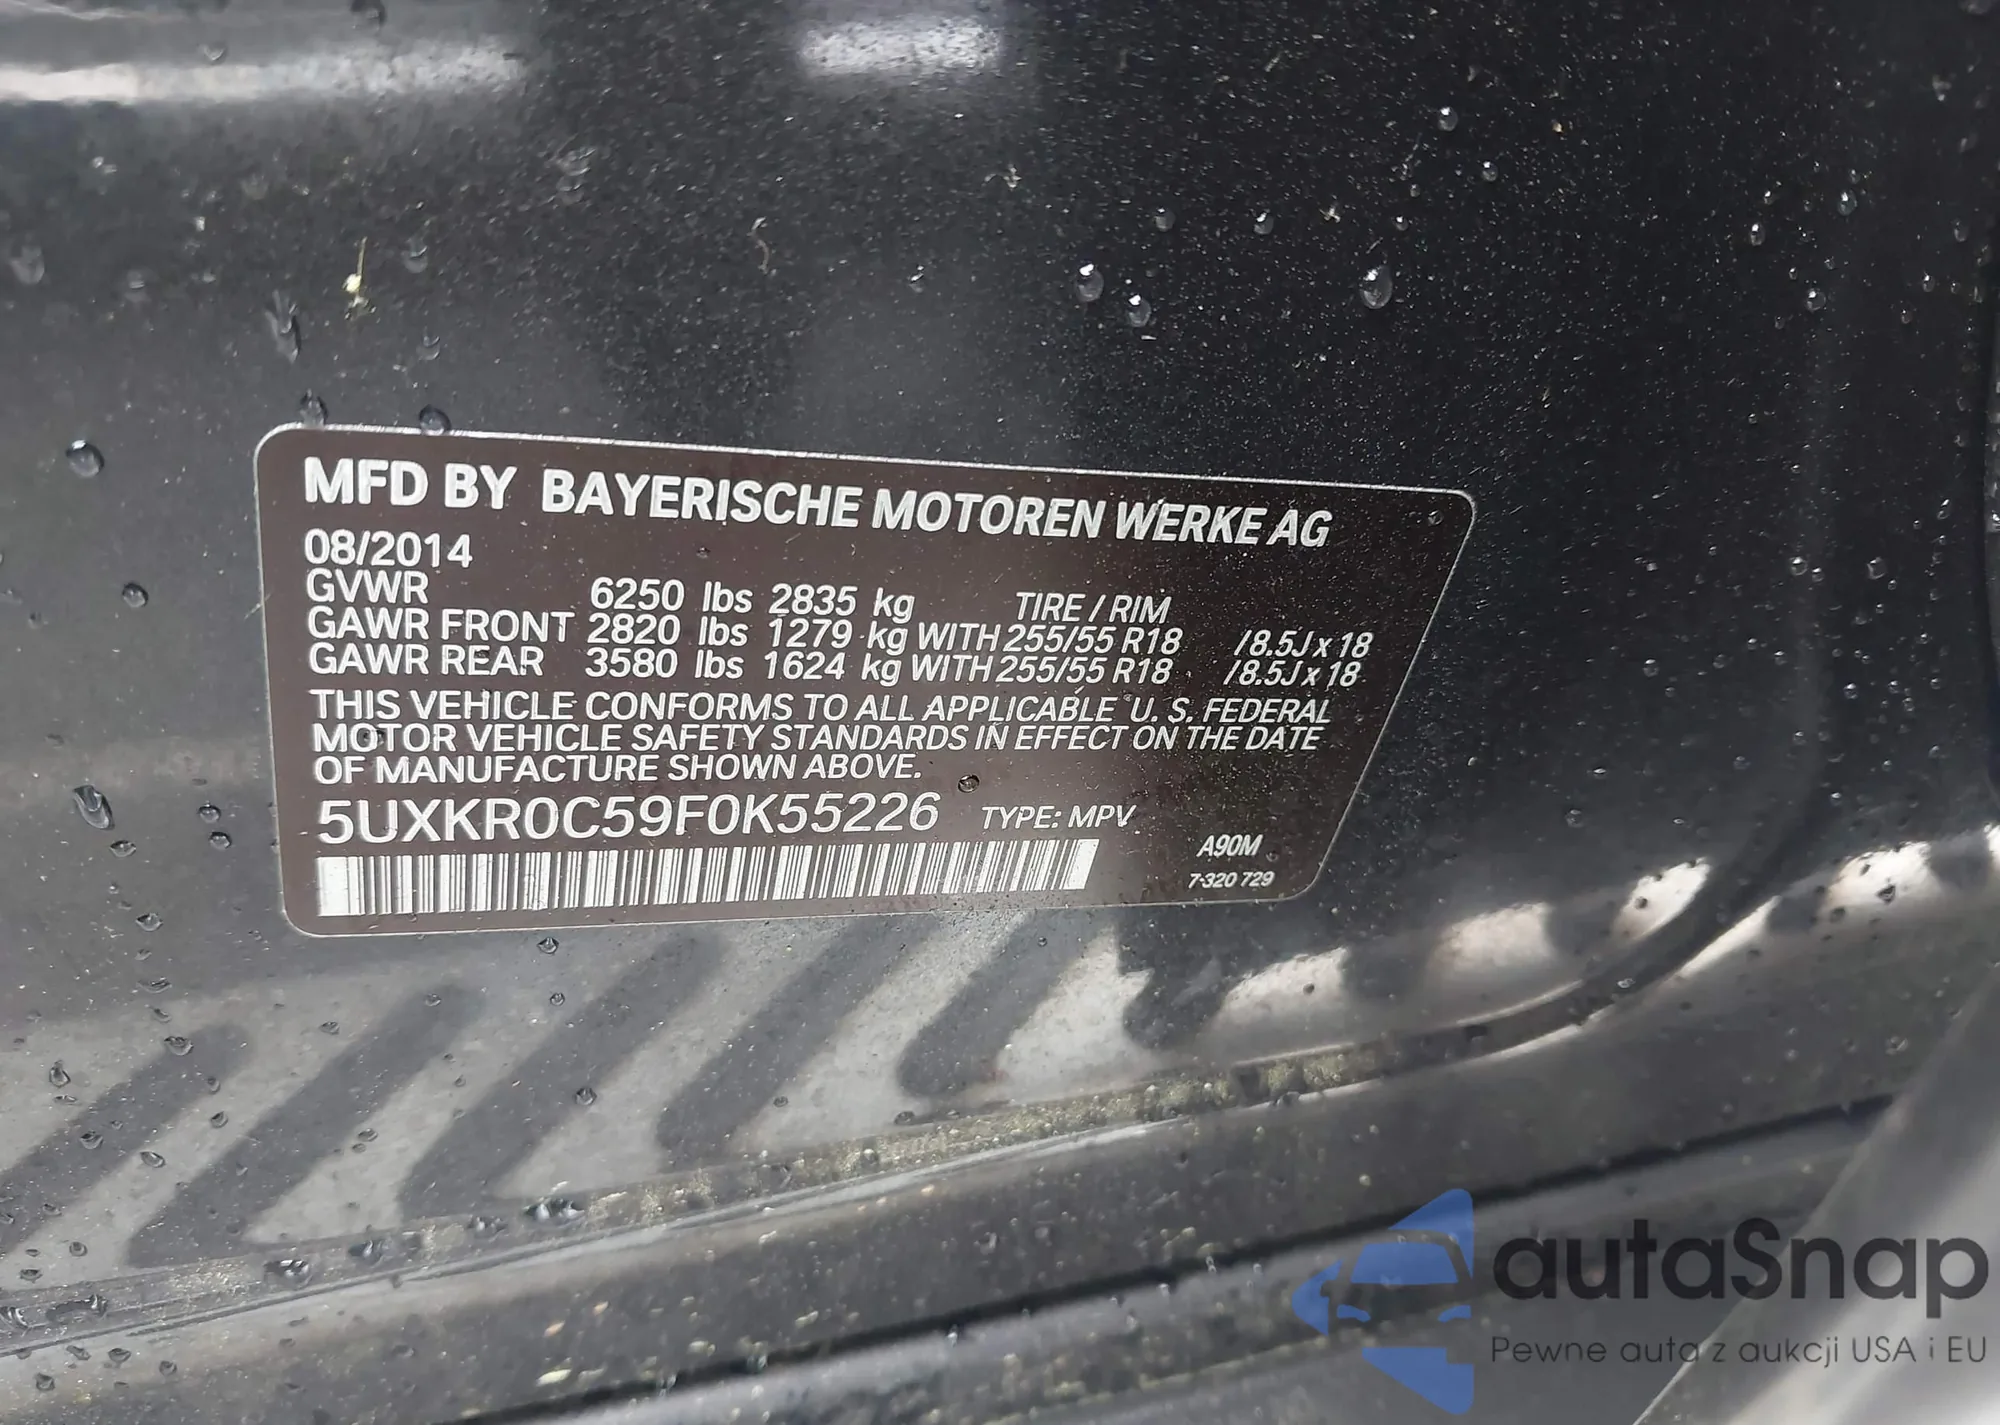 MFD BY BAYERISCHE MOTOREN WERKE AG
08/2014
GVWR 6250 lbs 2835 kg TIRE / RIM
GAWR FRONT 2820 lbs 1279 kg WITH 255/55 R18 /8.5J x 18
GAWR REAR 3580 lbs 1624 kg WITH 255/55 R18 /8.5J x 18
THIS VEHICLE CONFORMS TO ALL APPLICABLE U. S. FEDERAL
MOTOR VEHICLE SAFETY STANDARDS IN EFFECT ON THE DATE
OF MANUFACTURE SHOWN ABOVE.
5UXKR0C59F0K55226 TYPE: MPV
A90M
7-320 729
autaSnap
Pewne auta z aukcji USA i EU